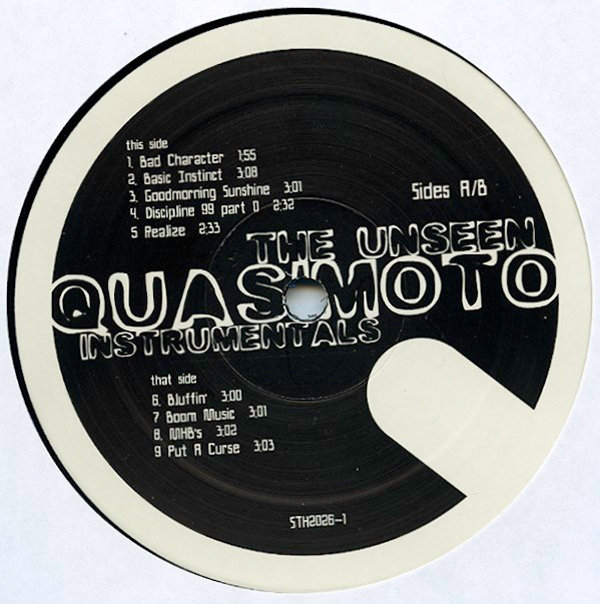 this side
1. Bad Character 1:55
2. Basic Instinct 3:08
3. Goodmorning Sunshine 3:01
4. Discipline 99 part 0 2:32
5 Realize 2:33
Sides A/B
THE UNSEEN
QUASIMOTO
INSTRUMENTALS
that side
6. Bluffin' 3:00
7 Boom Music 3:01
8. MHB's 3:02
9 Put A Curse 3:03
STH2026-1